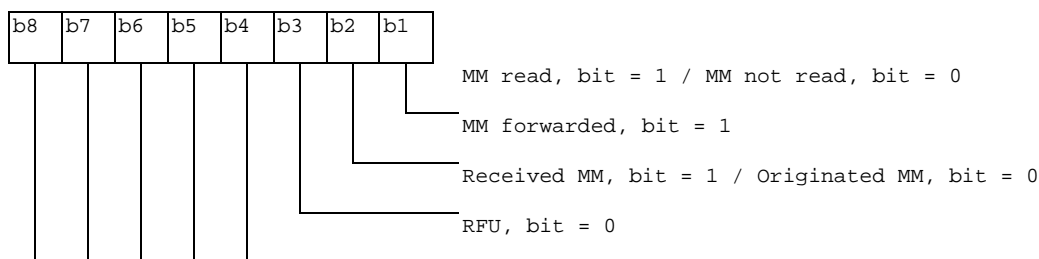 b8 b7 b6 b5 b4 b3 b2 b1
MM read, bit = 1 / MM not read, bit = 0
MM forwarded, bit = 1
Received MM, bit = 1 / Originated MM, bit = 0
RFU, bit = 0